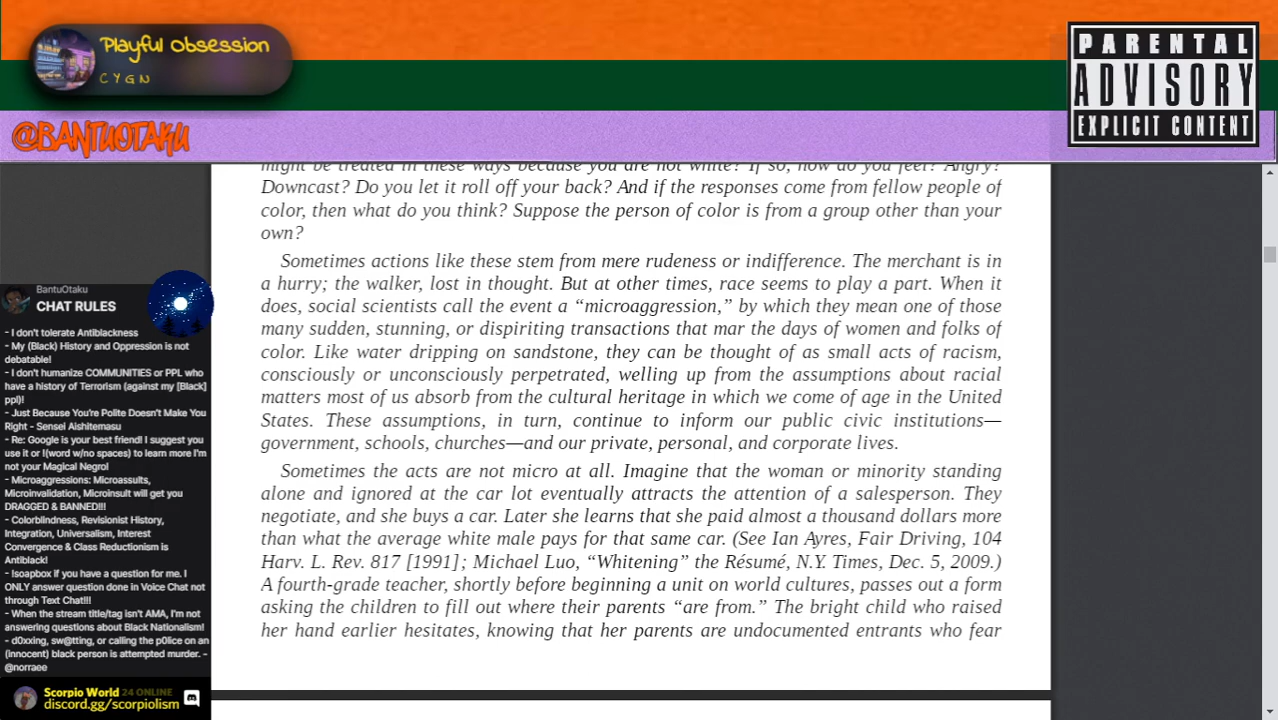 Playful Obsession
CYGN
PARENTAL
ADVISORY
EXPLICIT CONTENT
@BANTUOTAKU
might be treated in these ways because you are not white? If so, how do you feel? Angry?
Downcast? Do you let it roll off your back? And if the responses come from fellow people of
color, then what do you think? Suppose the person of color is from a group other than your
own?
Sometimes actions like these stem from mere rudeness or indifference. The merchant is in
a hurry; the walker, lost in thought. But at other times, race seems to play a part. When it
does, social scientists call the event a “microaggression,” by which they mean one of those
many sudden, stunning, or dispiriting transactions that mar the days of women and folks of
color. Like water dripping on sandstone, they can be thought of as small acts of racism,
consciously or unconsciously perpetrated, welling up from the assumptions about racial
matters most of us absorb from the cultural heritage in which we come of age in the United
States. These assumptions, in turn, continue to inform our public civic institutions—
government, schools, churches—and our private, personal, and corporate lives.
Sometimes the acts are not micro at all. Imagine that the woman or minority standing
alone and ignored at the car lot eventually attracts the attention of a salesperson. They
negotiate, and she buys a car. Later she learns that she paid almost a thousand dollars more
than what the average white male pays for that same car. (See Ian Ayres, Fair Driving, 104
Harv. L. Rev. 817 [1991]; Michael Luo, “Whitening” the Résumé, N.Y. Times, Dec. 5, 2009.)
A fourth-grade teacher, shortly before beginning a unit on world cultures, passes out a form
asking the children to fill out where their parents “are from.” The bright child who raised
her hand earlier hesitates, knowing that her parents are undocumented entrants who fear
BantuOtaku
CHAT RULES
- I don't tolerate Antiblackness
- My (Black) History and Oppression is not
debatable!
- I don't humanize COMMUNITIES or PPL who
have a history of Terrorism (against my [Black]
ppl)!
- Just Because You're Polite Doesn't Make You
Right - Sensei Aishitemasu
- Re: Google is your best friend! I suggest you
use it or !(word w/no spaces) to learn more I'm
not your Magical Negro!
- Microaggressions: Microassults,
Microinvalidation, Microinsult will get you
DRAGGED & BANNED!!!
- Colorblindness, Revisionist History,
Integration, Universalism, Interest
Convergence & Class Reductionism is
Antiblack!
- !soapbox if you have a question for me. I
ONLY answer question done in Voice Chat not
through Text Chat!!!
- When the stream title/tag isn't AMA, I'm not
answering questions about Black Nationalism!
- d0xxing, sw@tting, or calling the p0lice on an
(innocent) black person is attempted murder. -
@norraee
Scorpio World 24 ONLINE
discord.gg/scorpiolism